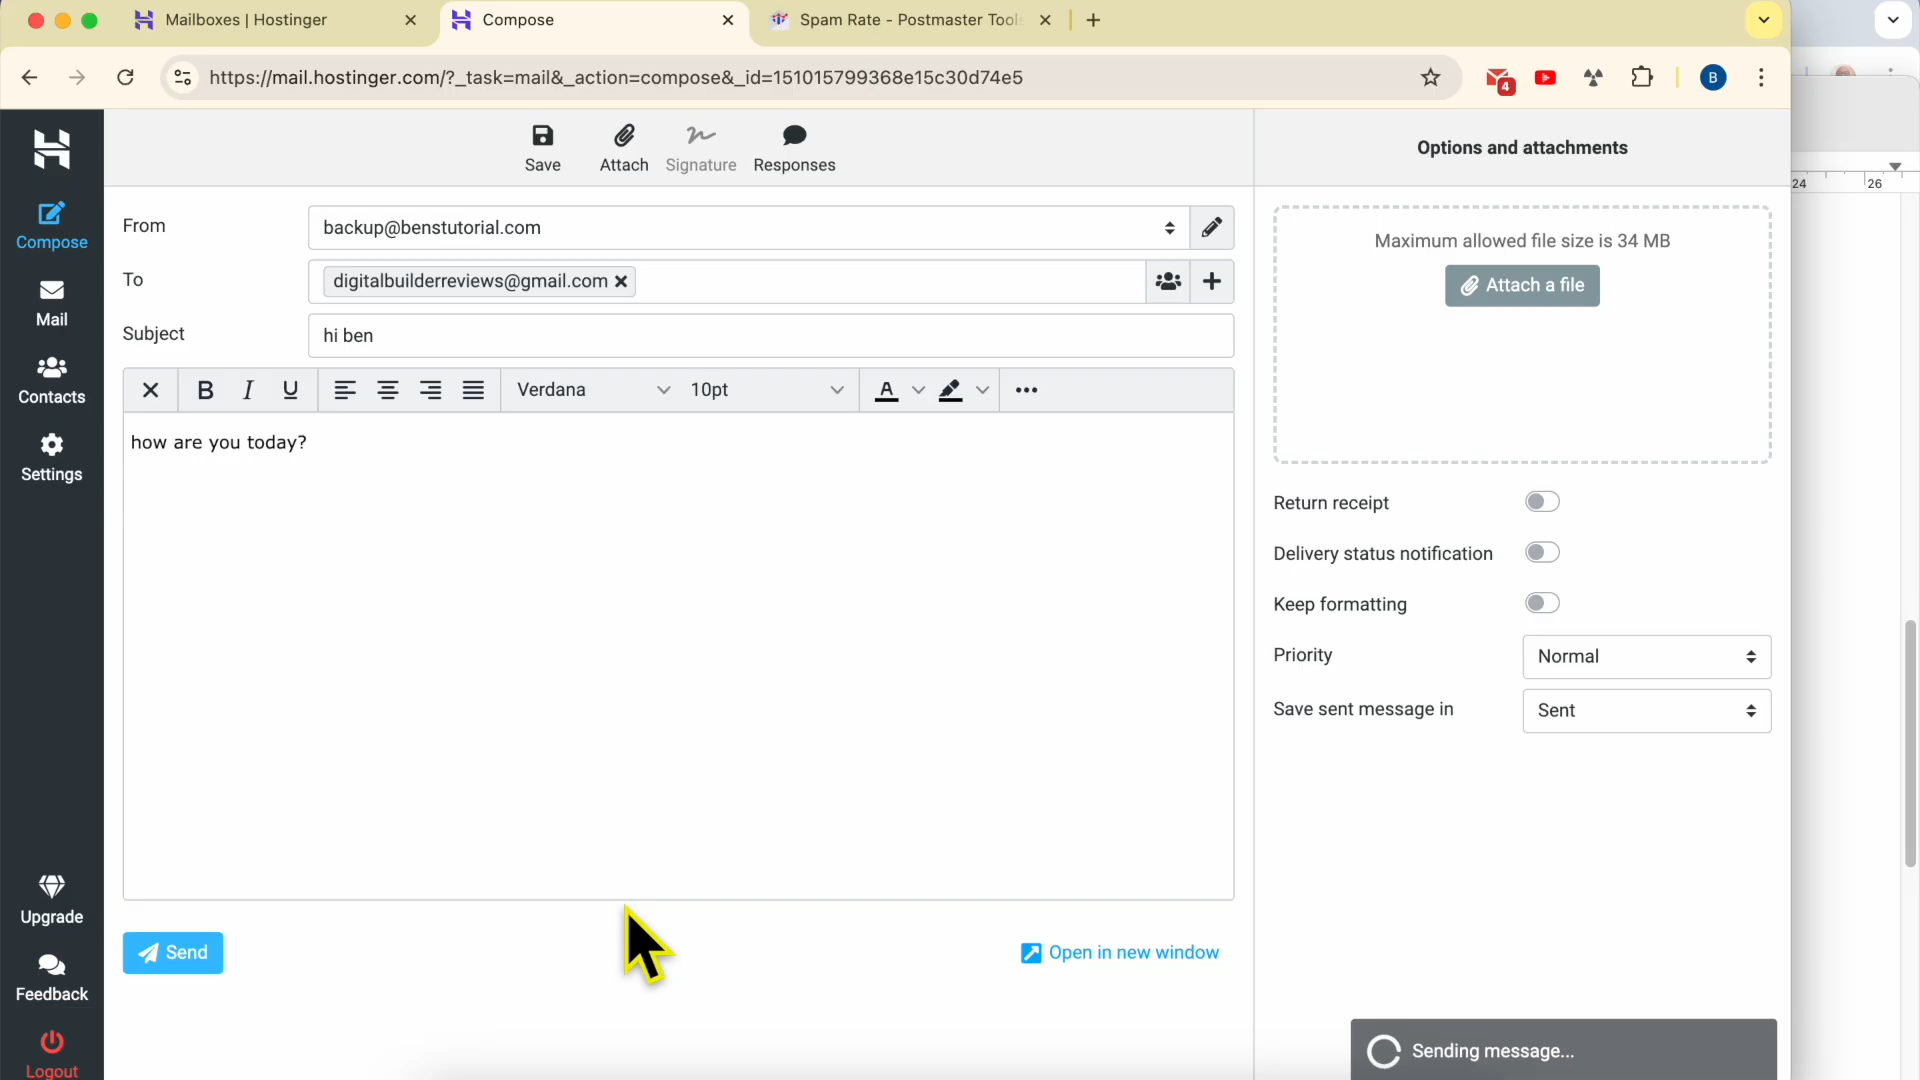 Mailboxes | Hostinger
Compose
Spam Rate - Postmaster Tool
https://mail.hostinger.com/?_task=mail&_action=compose&_id=151015799368e15c30d74e5
4
B
Save
Attach
Signature
Responses
Options and attachments
24
26
Compose
Mail
Contacts
Settings
Upgrade
Feedback
Logout
From
backup@benstutorial.com
To
digitalbuilderreviews@gmail.com
Subject
hi ben
B I U
Verdana
10pt
A
how are you today?
Send
Open in new window
Maximum allowed file size is 34 MB
Attach a file
Return receipt
Delivery status notification
Keep formatting
Priority
Normal
Save sent message in
Sent
Sending message...